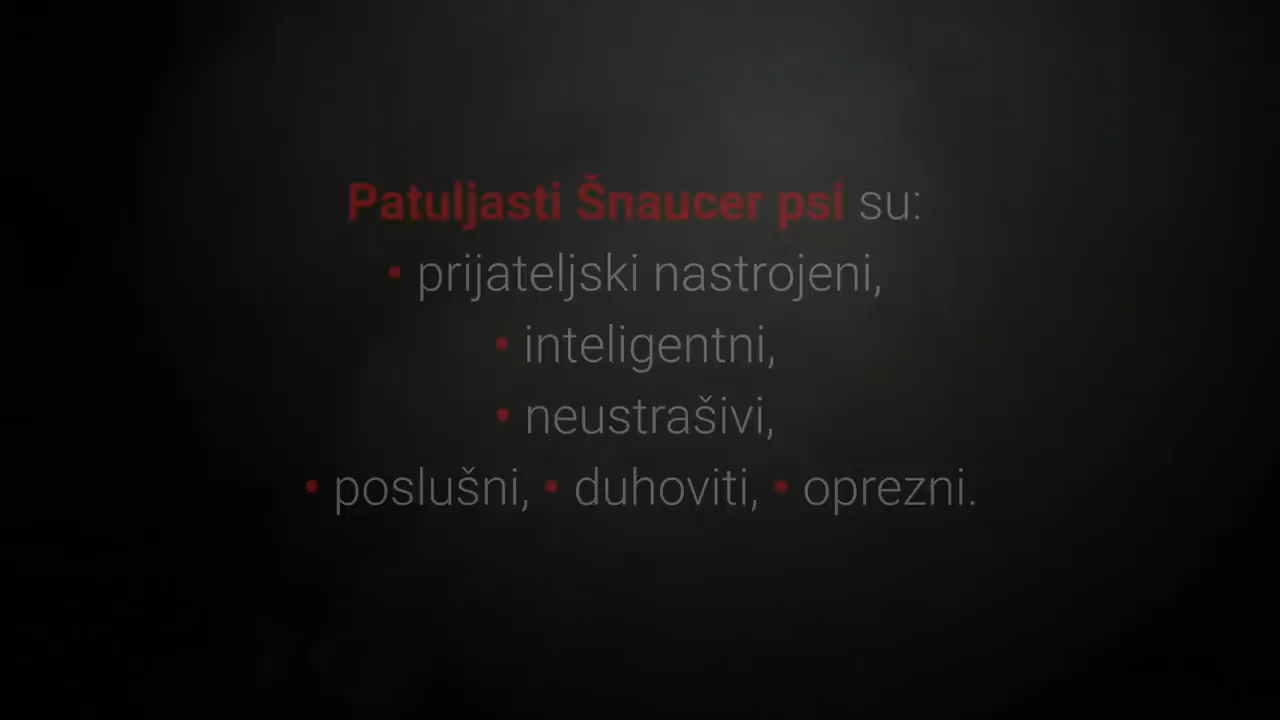 Patuljasti Šnaucer psi su:
• prijateljski nastrojeni,
• inteligentni,
• neustrašivi,
• poslušni, • duhoviti, • oprezni.